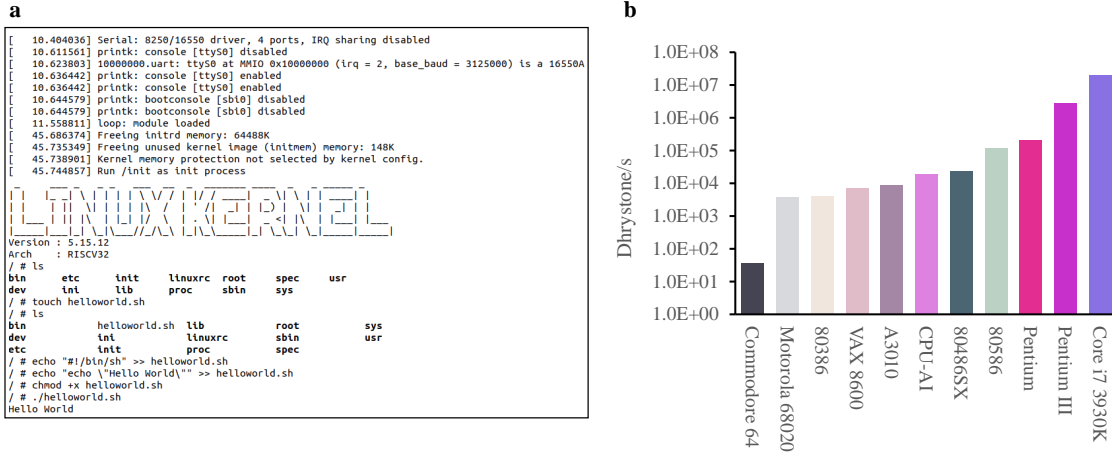 a
[ 10.404036] Serial: 8250/16550 driver, 4 ports, IRQ sharing disabled
[ 10.611561] printk: console [ttyS0] disabled
[ 10.623803] 10000000.uart: ttyS0 at MMIO 0x10000000 (irq = 2, base_baud = 3125000) is a 16550A
[ 10.636442] printk: console [ttyS0] enabled
[ 10.636442] printk: console [ttyS0] enabled
[ 10.644579] printk: bootconsole [sbi0] disabled
[ 10.644579] printk: bootconsole [sbi0] disabled
[ 11.558811] loop: module loaded
[ 45.686374] Freeing initrd memory: 64488K
[ 45.735349] Freeing unused kernel image (initmem) memory: 148K
[ 45.738901] Kernel memory protection not selected by kernel config.
[ 45.744857] Run /init as init process
LINUX KERNEL
Version : 5.15.12
Arch : RISCV32
/ # ls
bin etc init linuxrc root spec usr
dev ini lib proc sbin sys
/ # touch helloworld.sh
/ # ls
bin helloworld.sh lib root sys
dev ini linuxrc sbin usr
etc init proc spec
/ # echo "#!/bin/sh" >> helloworld.sh
/ # echo "echo \"Hello World\"" >> helloworld.sh
/ # chmod +x helloworld.sh
/ # ./helloworld.sh
Hello World
b
Dhrystone/s
1.0E+08
1.0E+07
1.0E+06
1.0E+05
1.0E+04
1.0E+03
1.0E+02
1.0E+01
1.0E+00
Commodore 64
Motorola 68020
80386
VAX 8600
A3010
CPU-AI
80486SX
80586
Pentium
Pentium III
Core i7 3930K